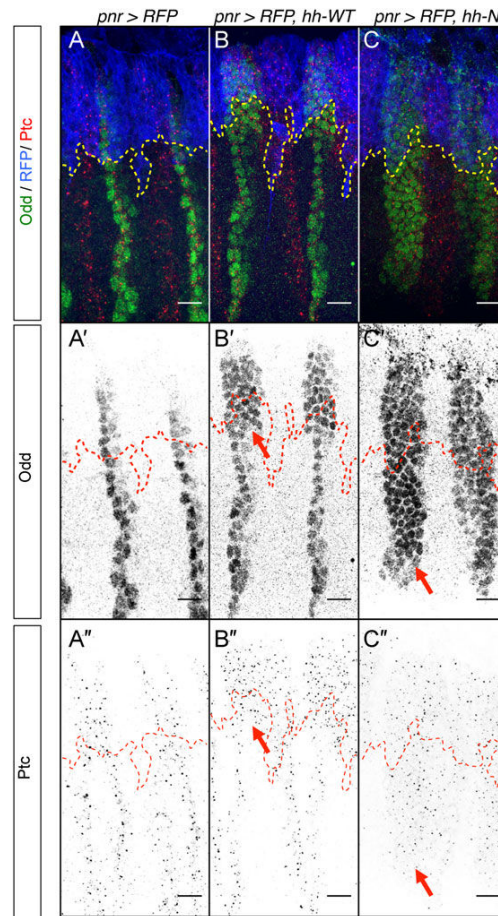 pnr > RFP
pnr > RFP, hh-WT
pnr > RFP, hh-N
Odd / RFP/ Ptc
A
B
C
Odd
A'
B'
C
Ptc
A"
B"
C"